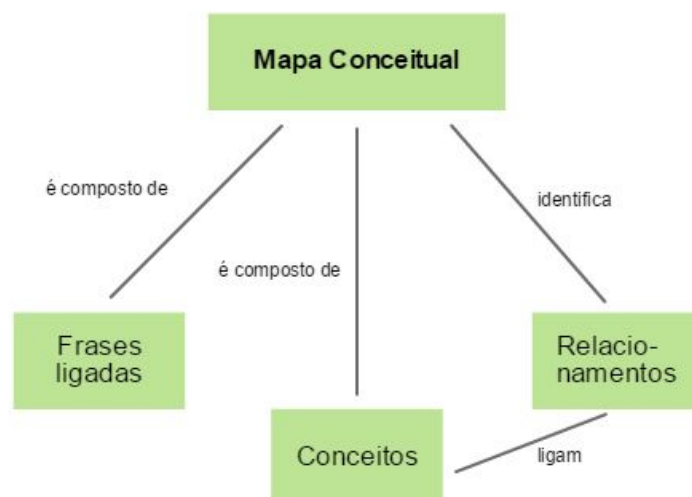 Mapa Conceitual
é composto de
identifica
é composto de
Frases
ligadas
Relacio-
namentos
Conceitos
ligam